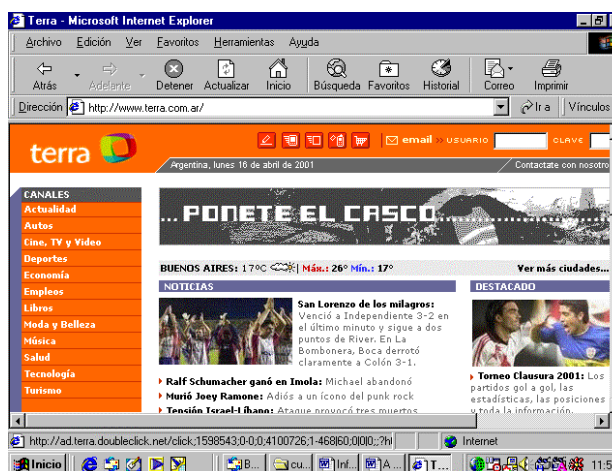 Terra - Microsoft Internet Explorer
Archivo Edición Ver Favoritos Herramientas Ayuda
Atrás Adelante Detener Actualizar Inicio Búsqueda Favoritos Historial Correo Imprimir
Dirección http://www.terra.com.ar/ Ir a Vínculos
terra
email » USUARIO CLAVE
Argentina, lunes 16 de abril de 2001 Contactate con nosotro
CANALES
Actualidad
Autos
Cine, TV y Video
Deportes
Economía
Empleos
Libros
Moda y Belleza
Música
Salud
Tecnología
Turismo
... PONETE EL CASCO...
BUENOS AIRES: 17ºC | Máx.: 26° Mín.: 17°
Ver más ciudades...
NOTICIAS
San Lorenzo de los milagros:
Venció a Independiente 3-2 en
el último minuto y sigue a dos
puntos de River. En La
Bombonera, Boca derrotó
claramente a Colón 3-1.
Ralf Schumacher ganó en Imola: Michael abandonó
Murió Joey Ramone: Adiós a un ícono del punk rock
Tensión Israel-Líbano: Ataque provocó tres muertos
DESTACADO
Torneo Clausura 2001: Los
partidos gol a gol, las
estadísticas, las posiciones
y toda la información.
http://ad.terra.doubleclick.net/click;1598543;0-0;0;4100726;1-468|60;0|0|0;;?hl
Internet
Inicio B... cu... Inf... A ... T... 11:5